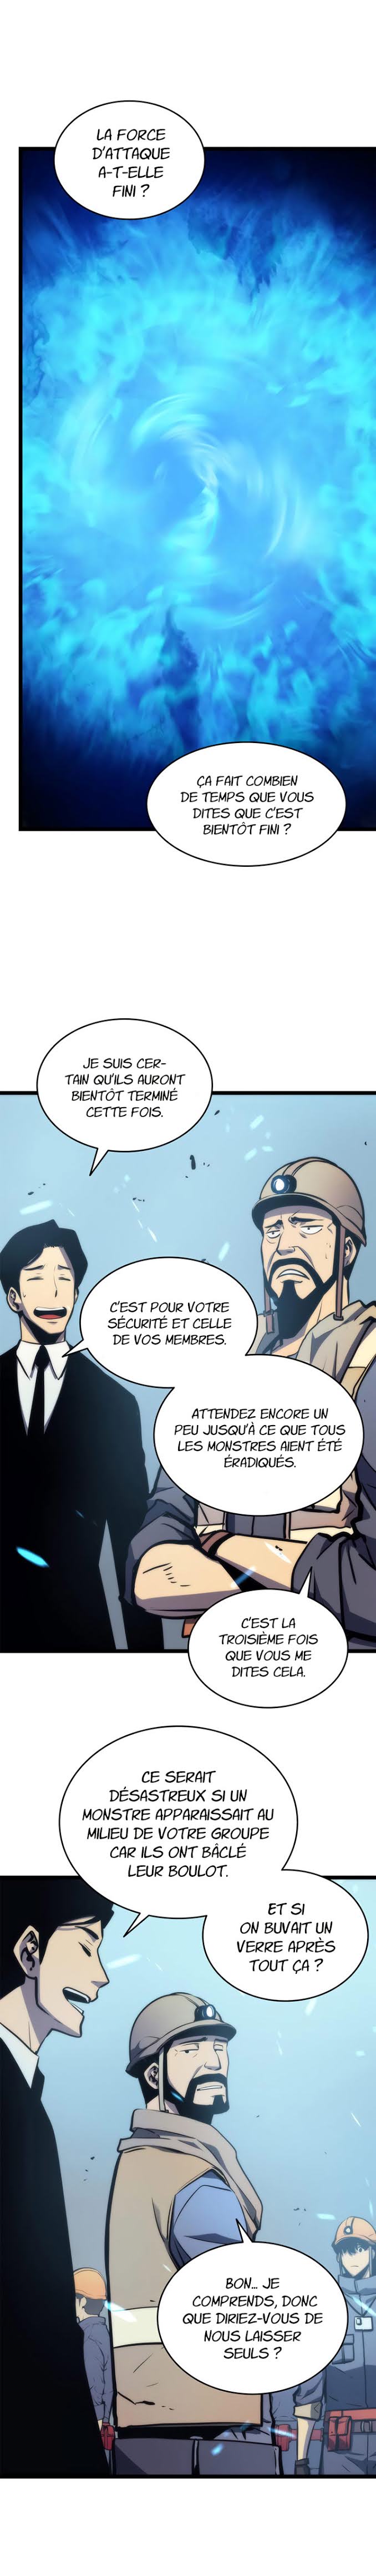 LA FORCE
D'ATTAQUE
A-T-ELLE
FINI ?
ÇA FAIT COMBIEN
DE TEMPS QUE VOUS
DITES QUE C'EST
BIENTÔT FINI ?
JE SUIS CER-
TAIN QU'ILS AURONT
BIENTÔT TERMINÉ
CETTE FOIS.
C'EST POUR VOTRE
SÉCURITÉ ET CELLE
DE VOS MEMBRES.
ATTENDEZ ENCORE UN
PEU JUSQU'À CE QUE TOUS
LES MONSTRES AIENT ÉTÉ
ÉRADIQUÉS.
C'EST LA
TROISIÈME FOIS
QUE VOUS ME
DITES CELA.
CE SERAIT
DÉSASTREUX SI UN
MONSTRE APPARAISSAIT AU
MILIEU DE VOTRE GROUPE
CAR ILS ONT BÂCLÉ
LEUR BOULOT.
ET SI
ON BUVAIT UN
VERRE APRÈS
TOUT ÇA ?
BON... JE
COMPRENDS, DONC
QUE DIRIEZ-VOUS DE
NOUS LAISSER
SEULS ?